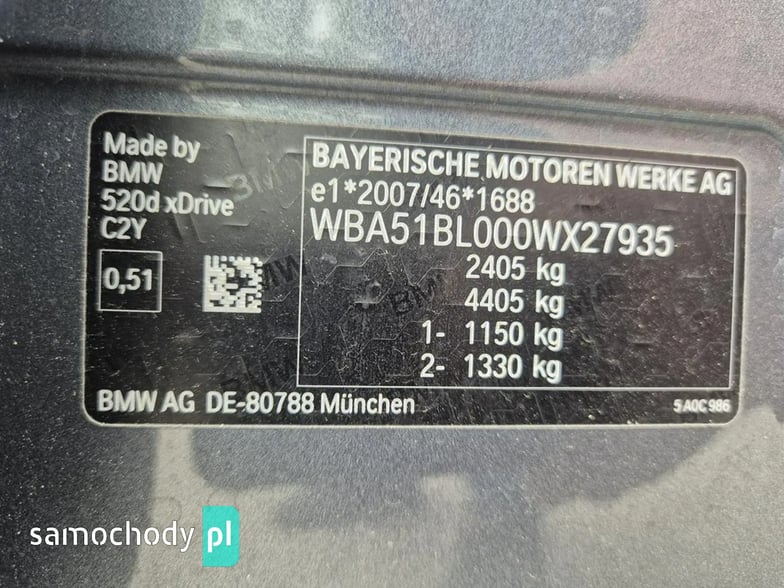 Made by
BMW
520d xDrive
C2Y
0,51
BAYERISCHE MOTOREN WERKE AG
e1*2007/46*1688
WBA51BL000WX27935
2405 kg
4405 kg
1- 1150 kg
2- 1330 kg
BMW AG DE-80788 München
5 A0C 986
samochody pl